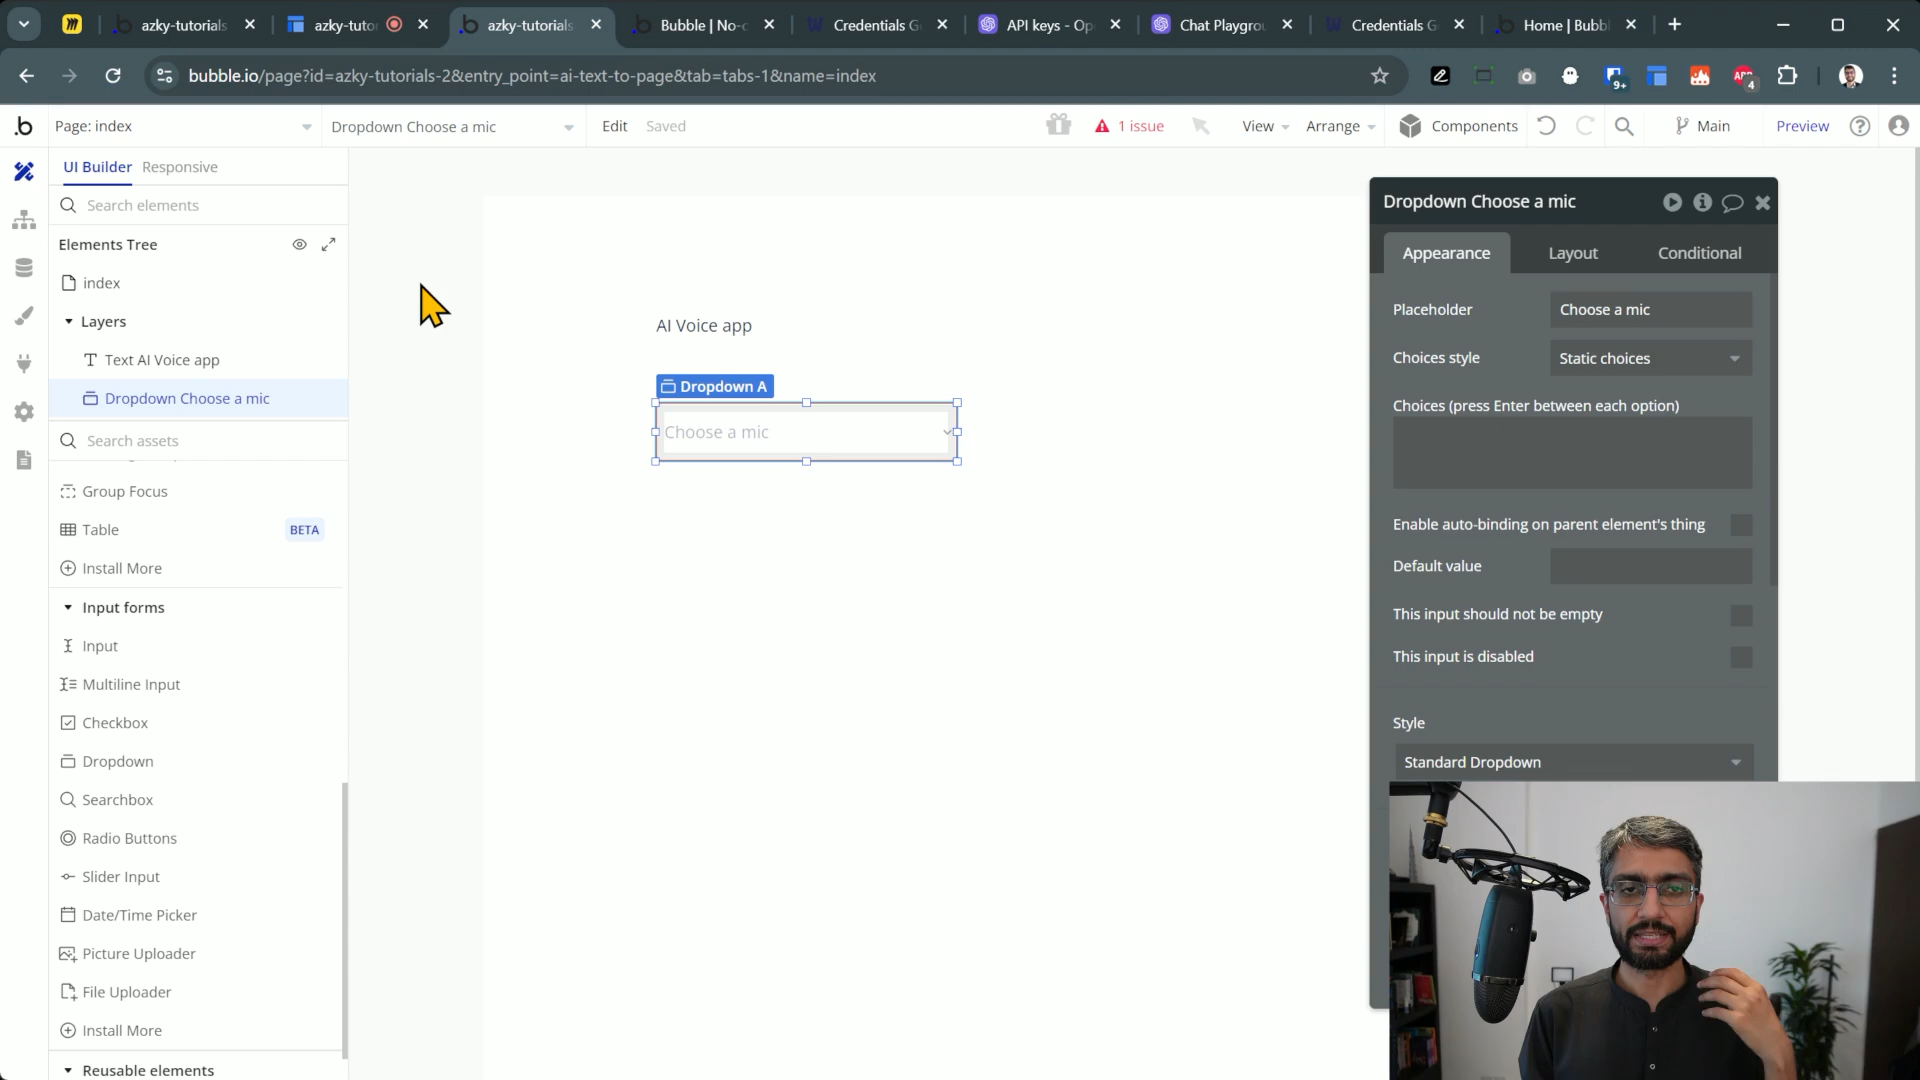 azky-tutorials
azky-tuto
azky-tutorials
Bubble | No-c
Credentials G
API keys - Op
Chat Playgrou
Credentials G
Home | Bubbl
bubble.io/page?id=azky-tutorials-2&entry_point=ai-text-to-page&tab=tabs-1&name=index
9+
ABP
4
Page: index
Dropdown Choose a mic
Edit
Saved
1 issue
View
Arrange
Components
Main
Preview
UI Builder
Responsive
Search elements
Elements Tree
index
Layers
Text AI Voice app
Dropdown Choose a mic
Search assets
Group Focus
Table
BETA
Install More
Input forms
Input
Multiline Input
Checkbox
Dropdown
Searchbox
Radio Buttons
Slider Input
Date/Time Picker
Picture Uploader
File Uploader
Install More
Reusable elements
AI Voice app
Dropdown A
Choose a mic
Dropdown Choose a mic
Appearance
Layout
Conditional
Placeholder
Choose a mic
Choices style
Static choices
Choices (press Enter between each option)
Enable auto-binding on parent element's thing
Default value
This input should not be empty
This input is disabled
Style
Standard Dropdown